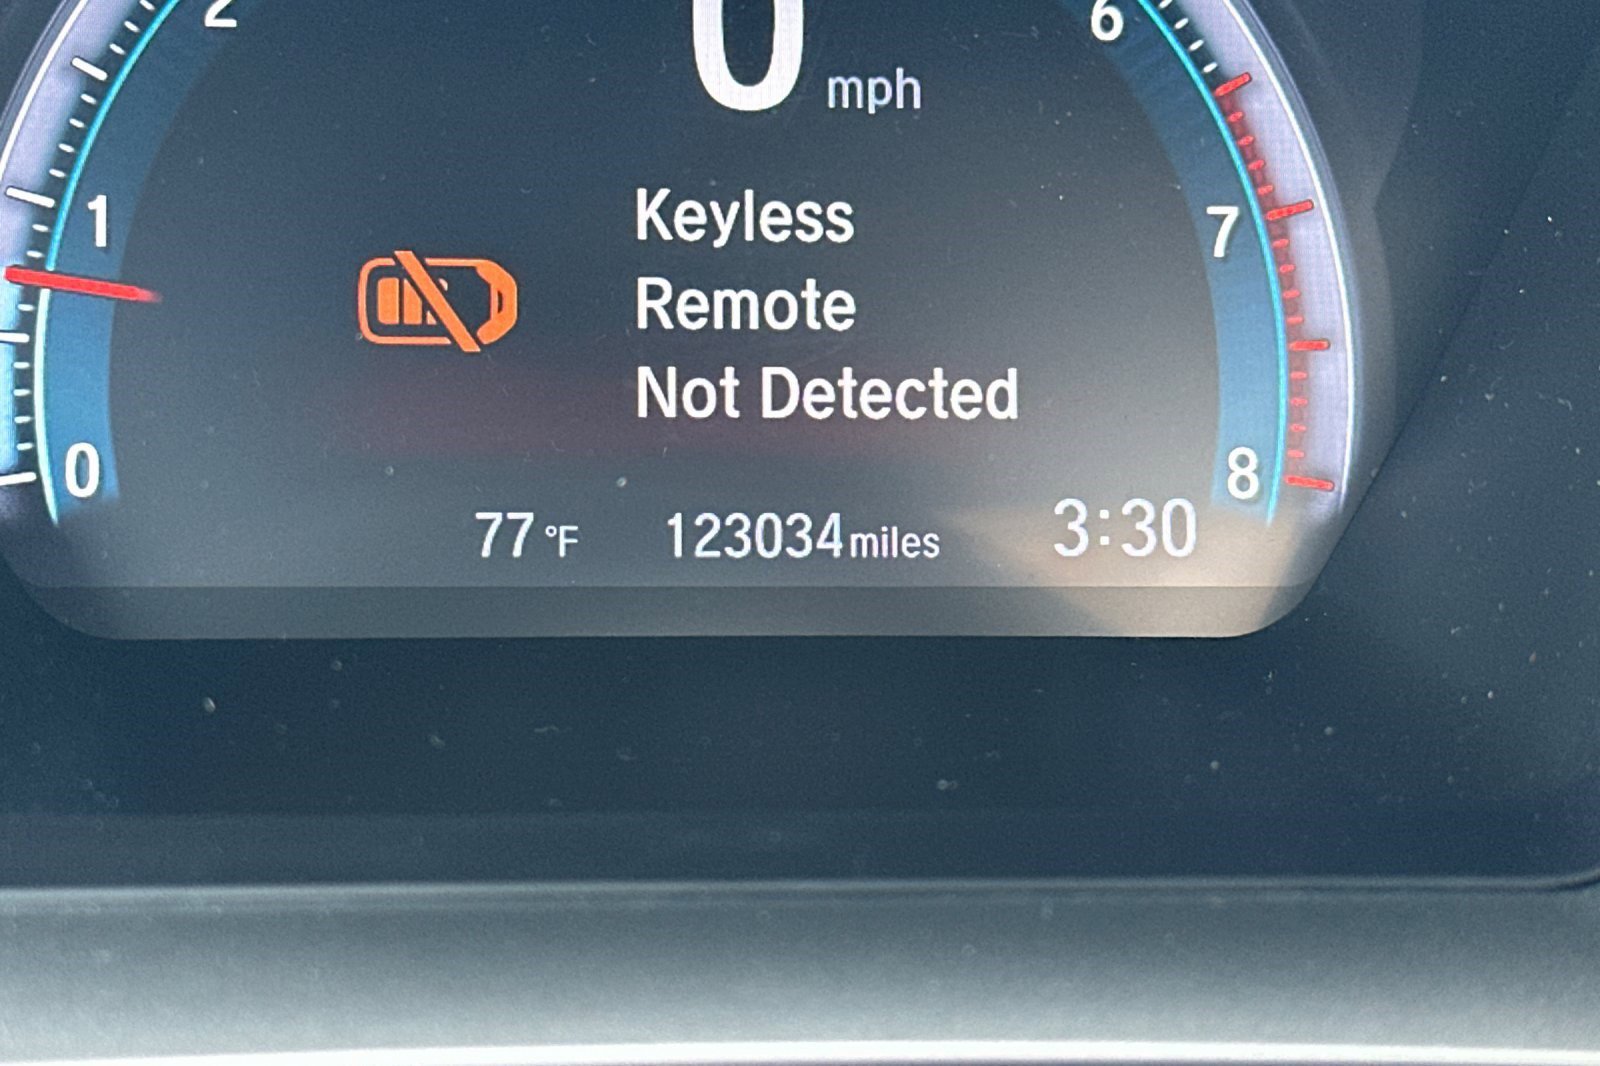 2
6
0 mph
Keyless
1
7
Remote
Not Detected
0
8
77 °F 123034 miles 3:30